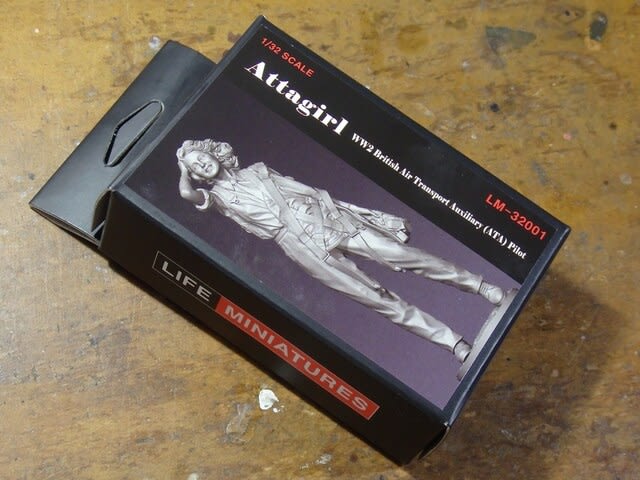 1/32 SCALE
Attagirl
WW2 British Air Transport Auxiliary (ATA) Pilot
LM-32001
LIFE MINIATURES